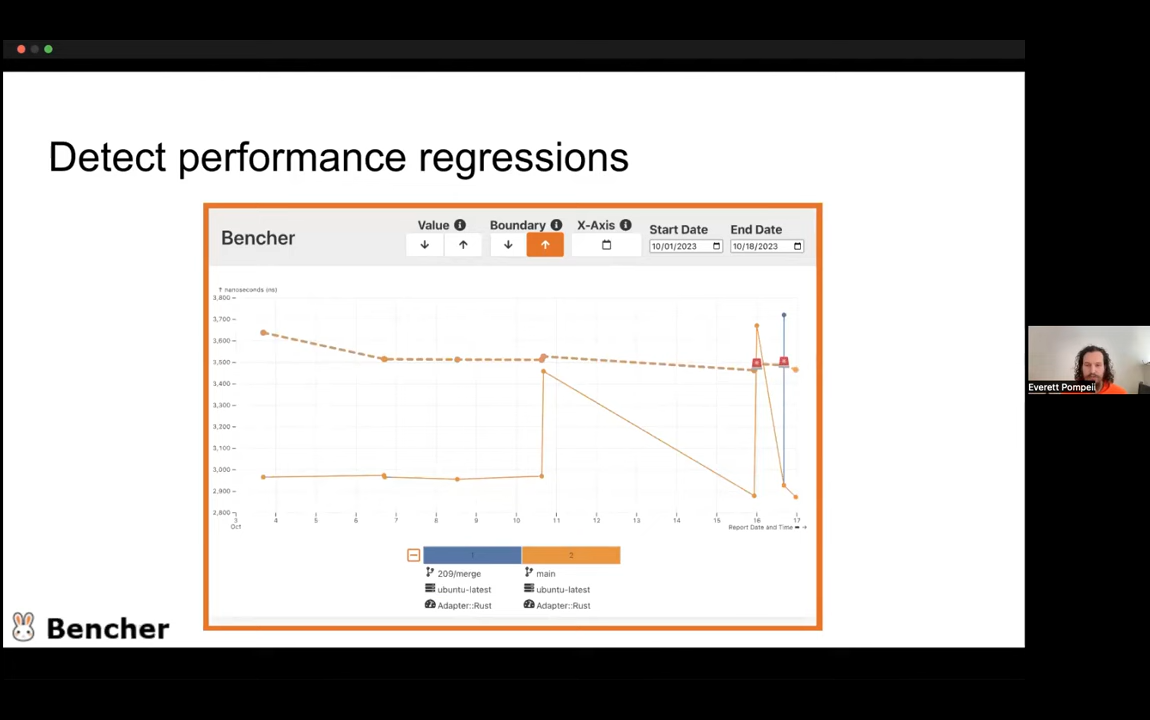 Detect performance regressions
Bencher
Value
Boundary
X-Axis
Start Date
End Date
10/01/2023
10/18/2023
↑ nanoseconds (ns)
3,800
3,700
3,600
3,500
3,400
3,300
3,200
3,100
3,000
2,900
2,800
3 4 5 6 7 8 9 10 11 12 13 14 15 16 17
Oct
Report Date and Time ➡ →
1 2
209/merge main
ubuntu-latest ubuntu-latest
Adapter::Rust Adapter::Rust
Bencher
Everett Pompeii